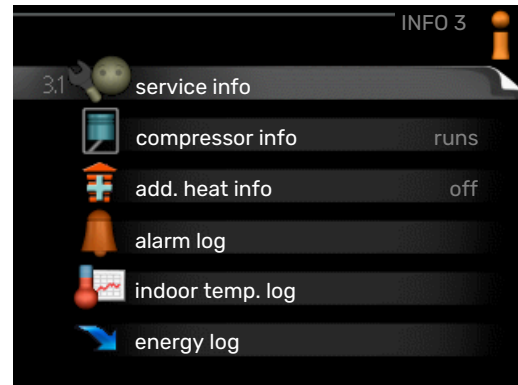 INFO 3
3.1 service info
compressor info runs
add. heat info off
alarm log
indoor temp. log
energy log